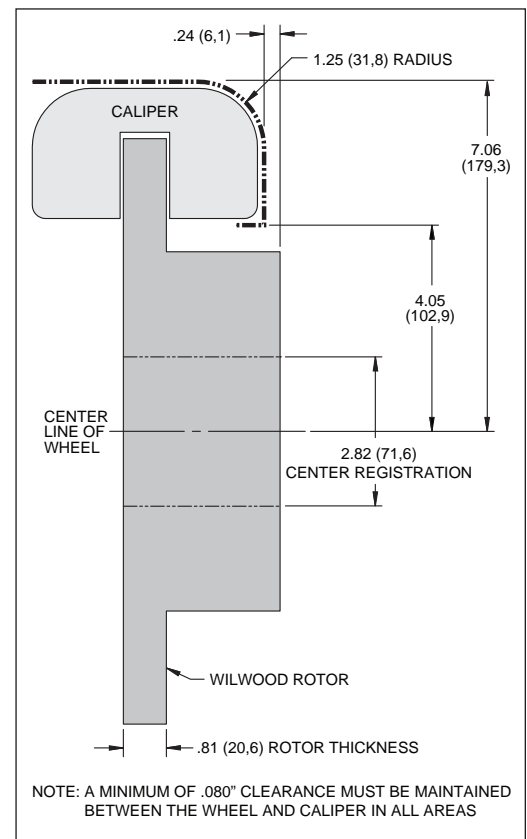 .24 (6,1)
1.25 (31,8) RADIUS
CALIPER
7.06
(179,3)
4.05
(102,9)
CENTER
LINE OF
WHEEL
2.82 (71,6)
CENTER REGISTRATION
WILWOOD ROTOR
.81 (20,6) ROTOR THICKNESS
NOTE: A MINIMUM OF .080" CLEARANCE MUST BE MAINTAINED
BETWEEN THE WHEEL AND CALIPER IN ALL AREAS